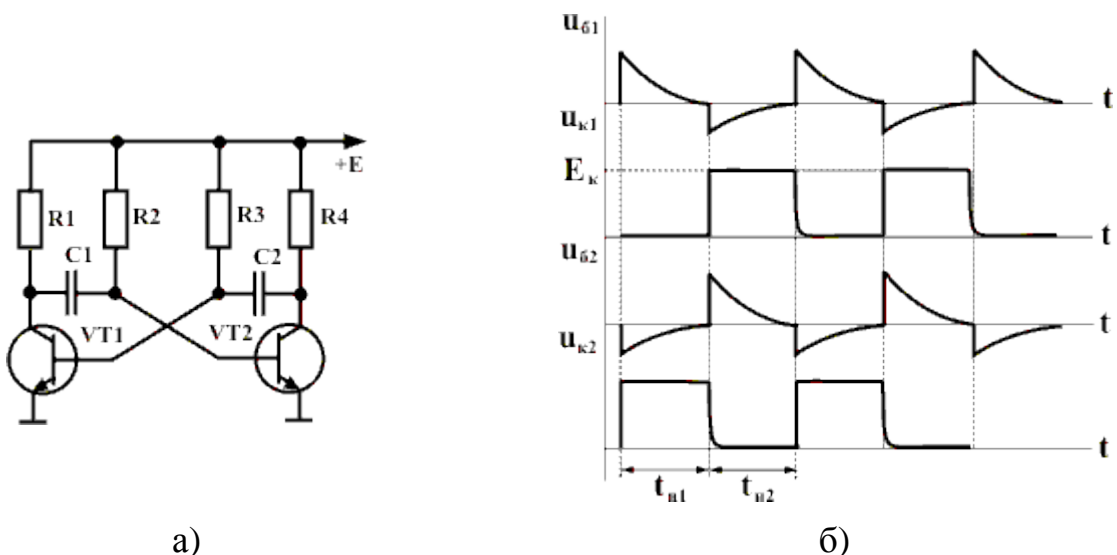 +E
R1
R2
R3
R4
C1
C2
VT1
VT2
а)
uб1
t
uк1
Eк
t
uб2
t
uк2
t
tи1
tи2
б)